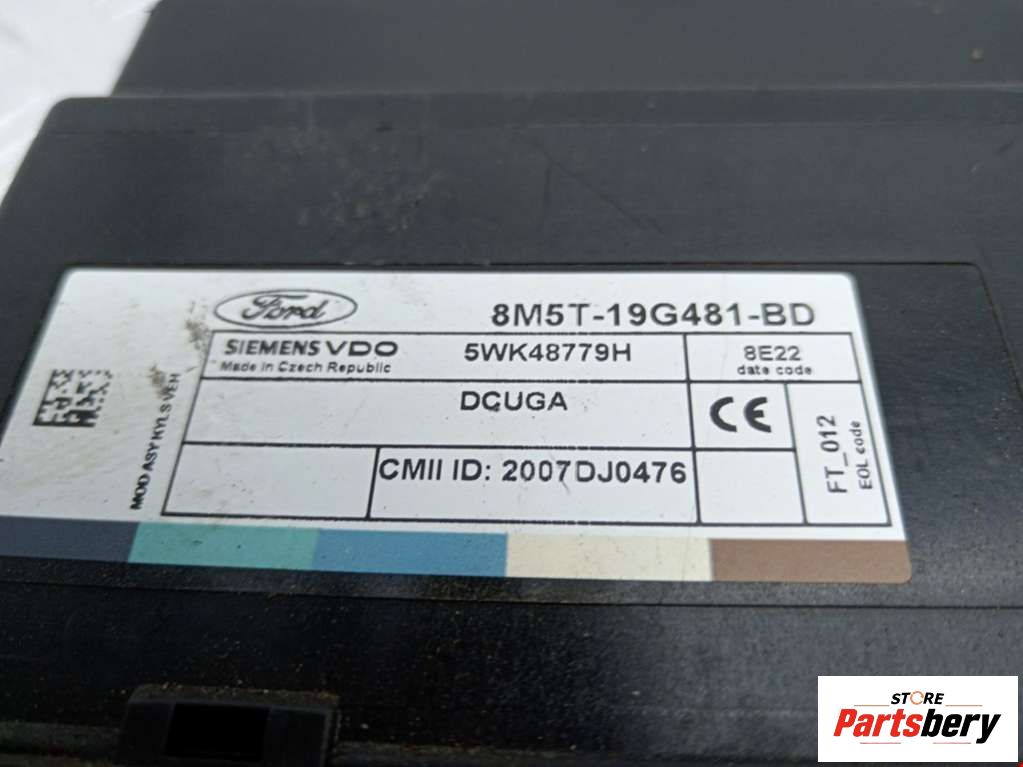 Ford
8M5T-19G481-BD
SIEMENS VDO
Made in Czech Republic
5WK48779H
8E22
date code
DCUGA
CE
FT_012
EOL code
CMII ID: 2007DJ0476
MOD ASY KYLS VEH
STORE
Partsbery